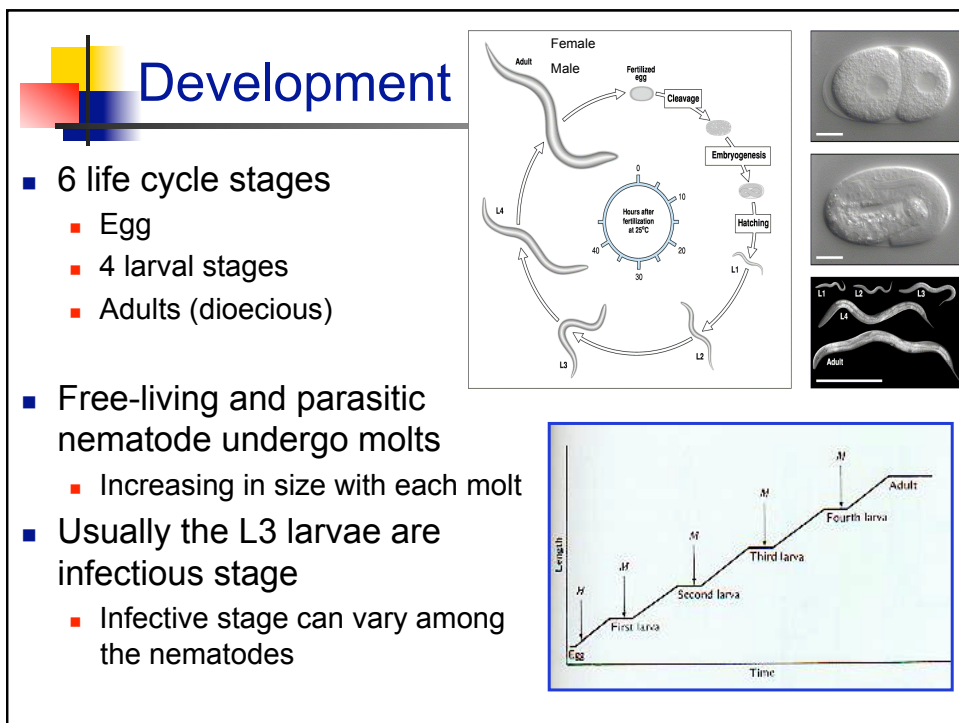 Development
6 life cycle stages
Egg
4 larval stages
Adults (dioecious)
Free-living and parasitic
nematode undergo molts
Increasing in size with each molt
Usually the L3 larvae are
infectious stage
Infective stage can vary among
the nematodes
Female
Male
Adult
Fertilized
egg
Cleavage
Embryogenesis
Hatching
L1
L2
L3
L4
0
10
20
30
40
Hours after
fertilization
at 25°C
L1
L2
L3
L4
Adult
Length
Egg
H
First larva
M
Second larva
M
Third larva
M
Fourth larva
M
Adult
Time